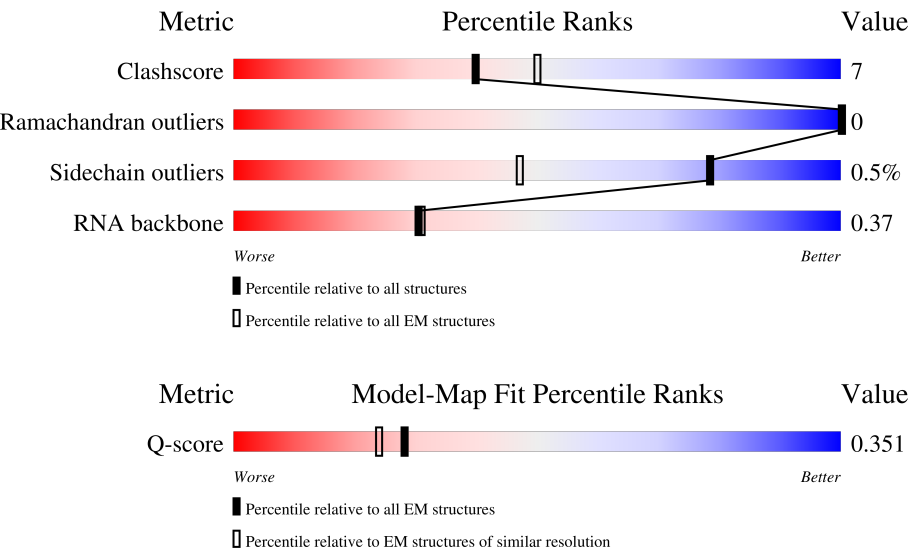 Metric Percentile Ranks Value
Clashscore 7
Ramachandran outliers 0
Sidechain outliers 0.5%
RNA backbone 0.37
Worse Better
Percentile relative to all structures
Percentile relative to all EM structures
Metric Model-Map Fit Percentile Ranks Value
Q-score 0.351
Worse Better
Percentile relative to all EM structures
Percentile relative to EM structures of similar resolution